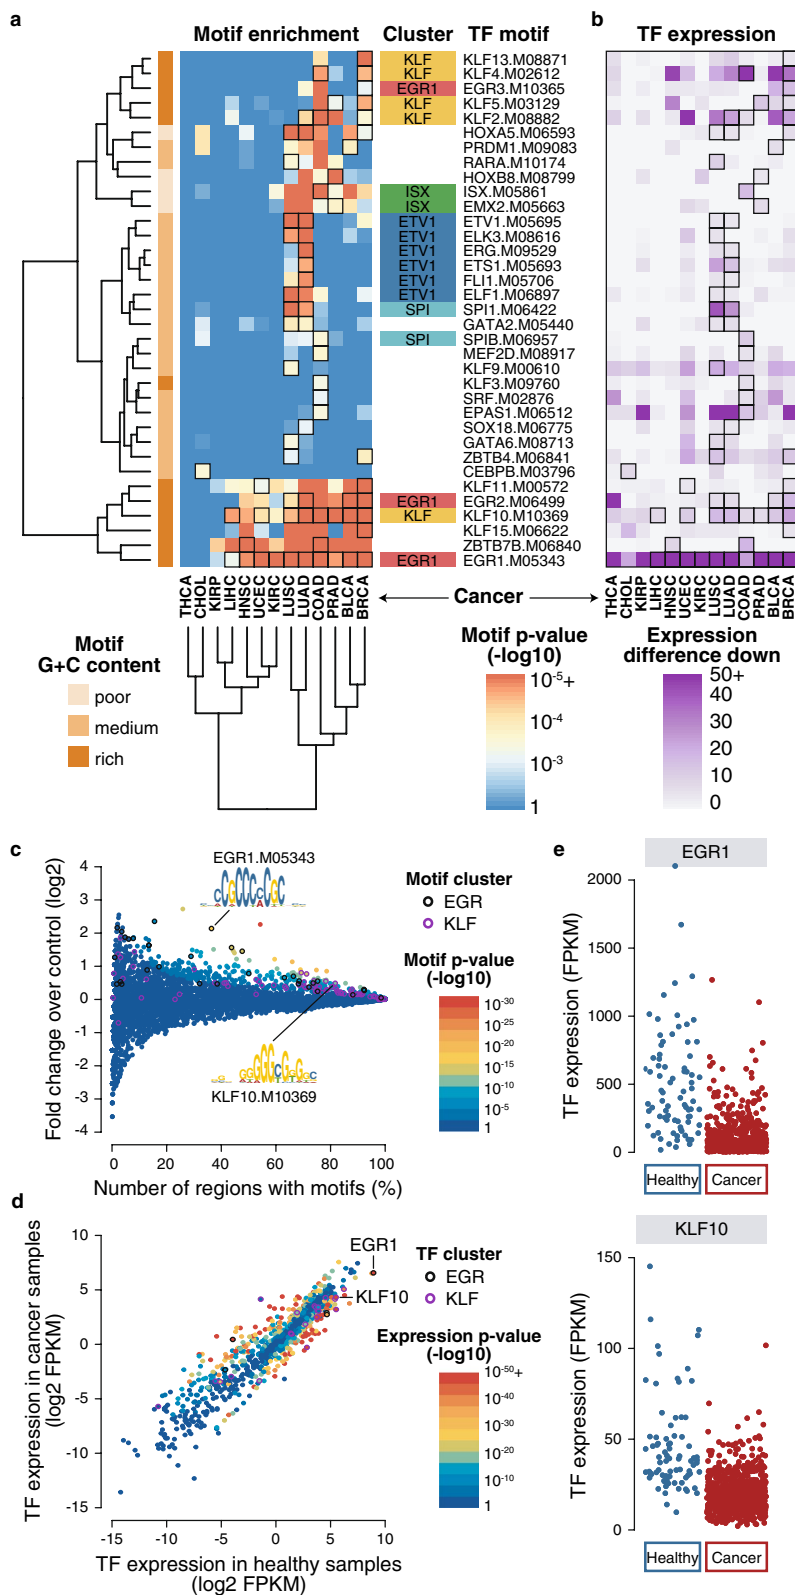 a
Motif enrichment
Cluster
TF motif
KLF KLF13.M08871
KLF KLF4.M02612
EGR1 EGR3.M10365
KLF KLF5.M03129
KLF KLF2.M08882
HOXA5.M06593
PRDM1.M09083
RARA.M10174
HOXB8.M08799
ISX ISX.M05861
ISX EMX2.M05663
ETV1 ETV1.M05695
ETV1 ELK3.M08616
ETV1 ERG.M09529
ETV1 ETS1.M05693
ETV1 FLI1.M05706
ETV1 ELF1.M06897
SPI SPI1.M06422
GATA2.M05440
SPI SPIB.M06957
MEF2D.M08917
KLF9.M00610
KLF3.M09760
SRF.M02876
EPAS1.M06512
SOX18.M06775
GATA6.M08713
ZBTB4.M06841
CEBPB.M03796
KLF11.M00572
EGR1 EGR2.M06499
KLF KLF10.M10369
KLF15.M06622
ZBTB7B.M06840
EGR1 EGR1.M05343
THCA
CHOL
KIRP
LIHC
HNSC
UCEC
KIRC
LUSC
LUAD
COAD
PRAD
BLCA
BRCA
Cancer
b
TF expression
THCA
CHOL
KIRP
LIHC
HNSC
UCEC
KIRC
LUSC
LUAD
COAD
PRAD
BLCA
BRCA
Motif
G+C content
poor
medium
rich
Motif p-value
(-log10)
10-5+
10-4
10-3
1
Expression
difference down
50+
40
30
20
10
0
c
Fold change over control (log2)
4
3
2
1
0
-1
-2
-3
-4
EGR1.M05343
KLF10.M10369
0 20 40 60 80 100
Number of regions with motifs (%)
Motif cluster
EGR
KLF
Motif p-value
(-log10)
10-30
10-25
10-20
10-15
10-10
10-5
1
d
TF expression in cancer samples
(log2 FPKM)
10
5
0
-5
-10
-15
EGR1
KLF10
-15 -10 -5 0 5 10
TF expression in healthy samples
(log2 FPKM)
TF cluster
EGR
KLF
Expression p-value
(-log10)
10-50+
10-40
10-30
10-20
10-10
1
e
EGR1
TF expression (FPKM)
2000
1500
1000
500
0
Healthy Cancer
KLF10
TF expression (FPKM)
150
100
50
0
Healthy Cancer